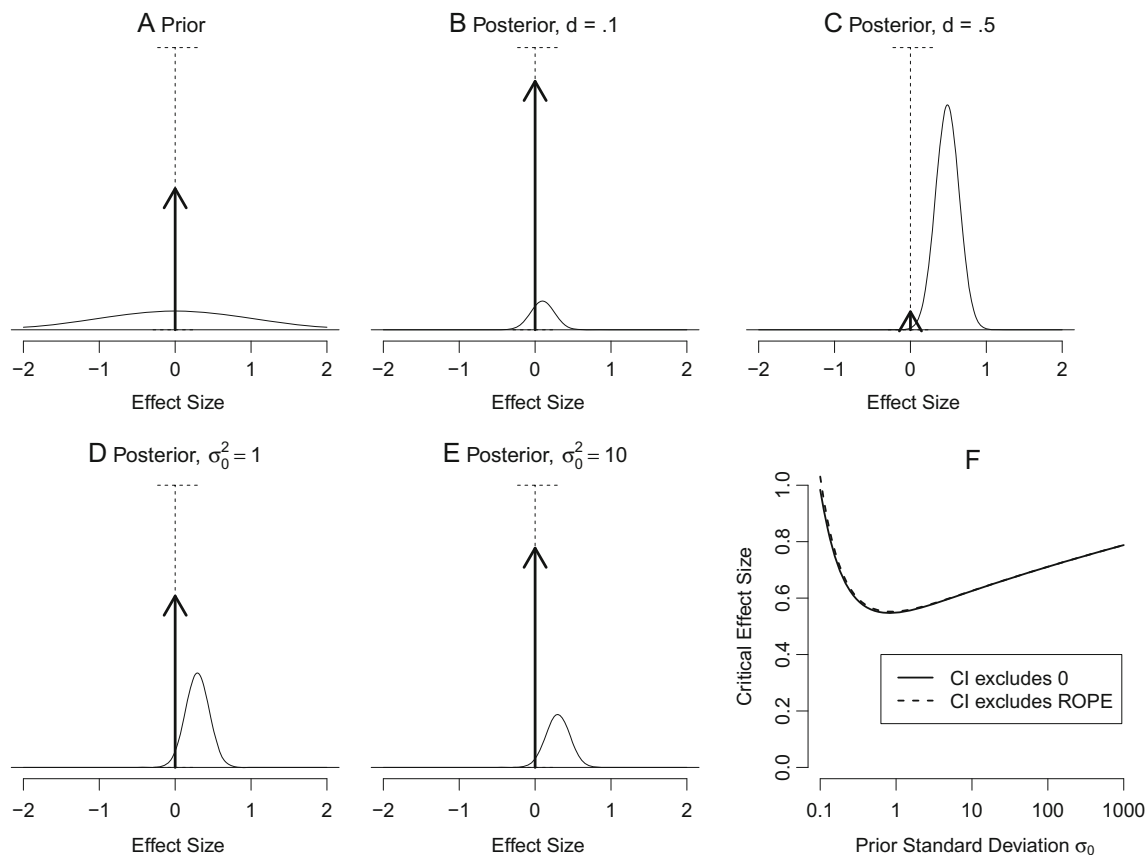 A Prior
B Posterior, d = .1
C Posterior, d = .5
−2 −1 0 1 2
−2 −1 0 1 2
−2 −1 0 1 2
Effect Size
Effect Size
Effect Size
D Posterior, σ₀² = 1
E Posterior, σ₀² = 10
F
−2 −1 0 1 2
Effect Size
−2 −1 0 1 2
Effect Size
Critical Effect Size
1.0
0.8
0.6
0.4
0.2
0.0
CI excludes 0
CI excludes ROPE
0.1 1 10 100 1000
Prior Standard Deviation σ₀